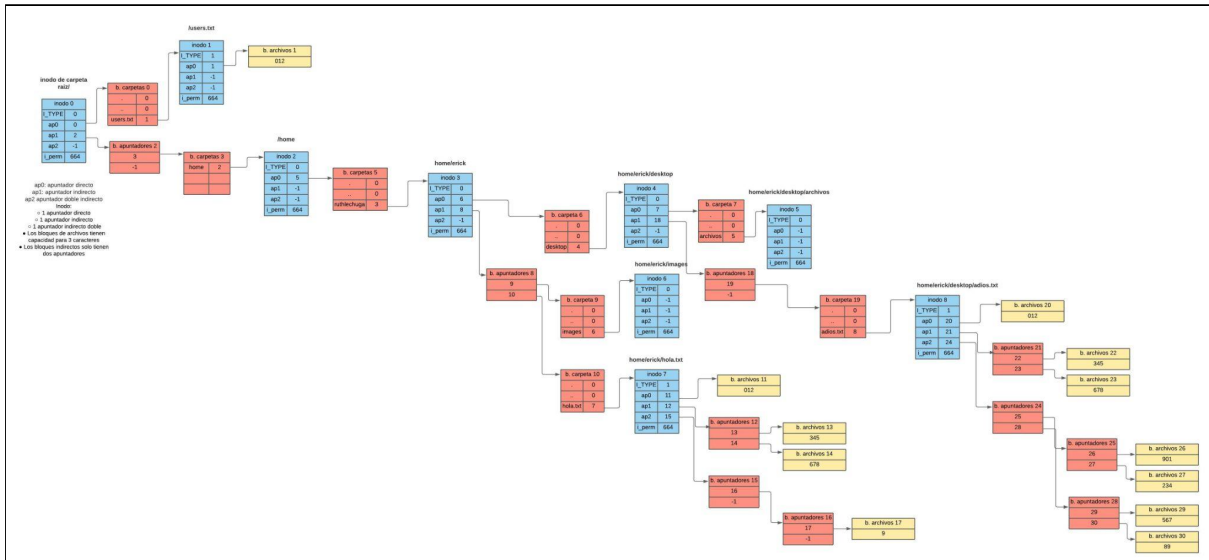 /users.txt
inodo 1
I_TYPE 1
ap0 1
ap1 -1
ap2 -1
i_perm 664
b. archivos 1
012
inodo de carpeta
raíz/
inodo 0
I_TYPE 0
ap0 0
ap1 2
ap2 -1
i_perm 664
b. carpetas 0
. 0
.. 0
users.txt 1
b. apuntadores 2
3
-1
b. carpetas 3
home 2
/home
inodo 2
I_TYPE 0
ap0 5
ap1 -1
ap2 -1
i_perm 664
b. carpetas 5
. 0
.. 0
ruthlechuga 3
home/erick
inodo 3
I_TYPE 0
ap0 6
ap1 8
ap2 -1
i_perm 664
ap0: apuntador directo
ap1: apuntador indirecto
ap2 apuntador doble indirecto
Inodo:
○ 1 apuntador directo
○ 1 apuntador indirecto
○ 1 apuntador indirecto doble
● Los bloques de archivos tienen
capacidad para 3 caracteres
● Los bloques indirectos solo tienen
dos apuntadores
b. carpeta 6
. 0
.. 0
desktop 4
home/erick/desktop
inodo 4
I_TYPE 0
ap0 7
ap1 18
ap2 -1
i_perm 664
b. carpeta 7
. 0
.. 0
archivos 5
home/erick/desktop/archivos
inodo 5
I_TYPE 0
ap0 -1
ap1 -1
ap2 -1
i_perm 664
b. apuntadores 8
9
10
b. carpeta 9
. 0
.. 0
images 6
home/erick/images
inodo 6
I_TYPE 0
ap0 -1
ap1 -1
ap2 -1
i_perm 664
b. apuntadores 18
19
-1
b. carpeta 19
. 0
.. 0
adios.txt 8
home/erick/desktop/adios.txt
inodo 8
I_TYPE 1
ap0 20
ap1 21
ap2 24
i_perm 664
b. archivos 20
012
b. apuntadores 21
22
23
b. archivos 22
345
b. archivos 23
678
b. carpeta 10
. 0
.. 0
hola.txt 7
home/erick/hola.txt
inodo 7
I_TYPE 1
ap0 11
ap1 12
ap2 15
i_perm 664
b. archivos 11
012
b. apuntadores 12
13
14
b. archivos 13
345
b. archivos 14
678
b. apuntadores 15
16
-1
b. apuntadores 16
17
-1
b. archivos 17
9
b. apuntadores 24
25
28
b. apuntadores 25
26
27
b. archivos 26
901
b. archivos 27
234
b. apuntadores 28
29
30
b. archivos 29
567
b. archivos 30
89